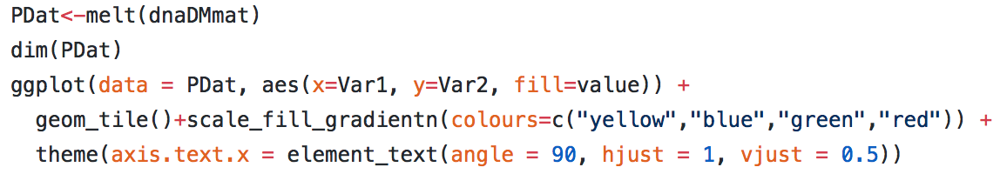 PDat<-melt(dnaDMmat)
dim(PDat)
ggplot(data = PDat, aes(x=Var1, y=Var2, fill=value)) +
  geom_tile()+scale_fill_gradientn(colours=c("yellow","blue","green","red")) +
  theme(axis.text.x = element_text(angle = 90, hjust = 1, vjust = 0.5))